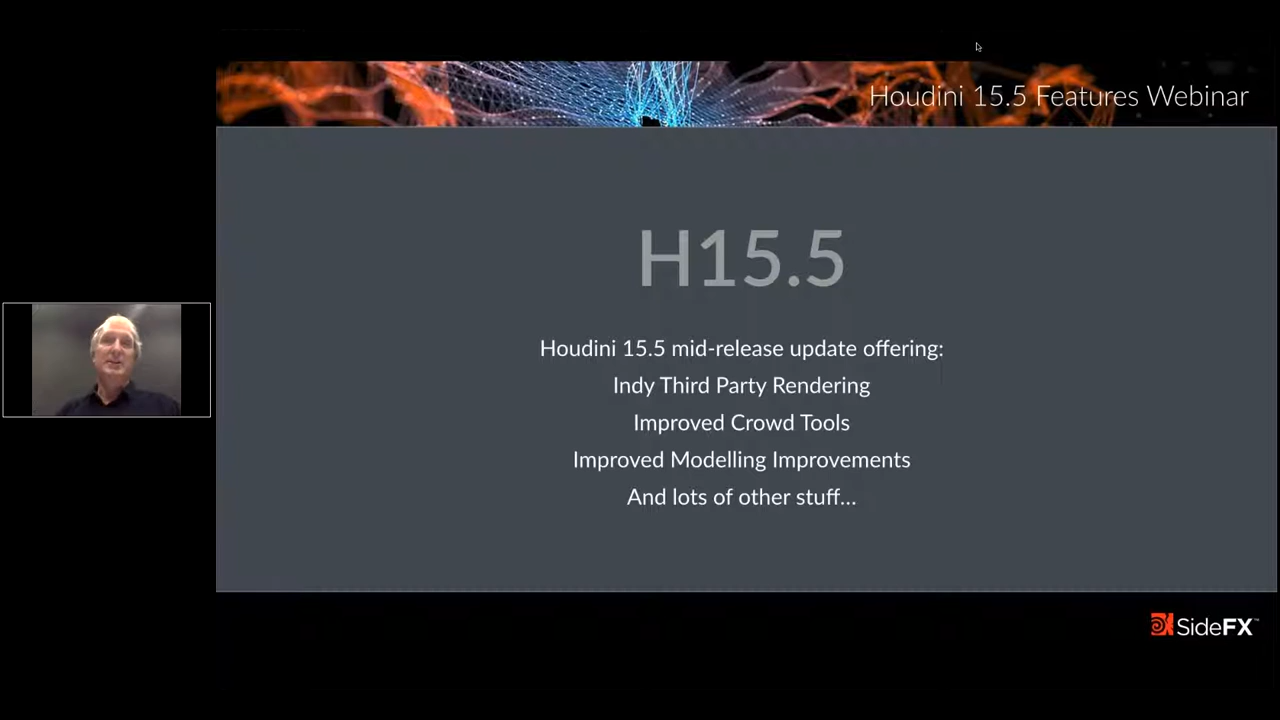 Houdini 15.5 Features Webinar
H15.5
Houdini 15.5 mid-release update offering:
Indy Third Party Rendering
Improved Crowd Tools
Improved Modelling Improvements
And lots of other stuff...
SideFX™